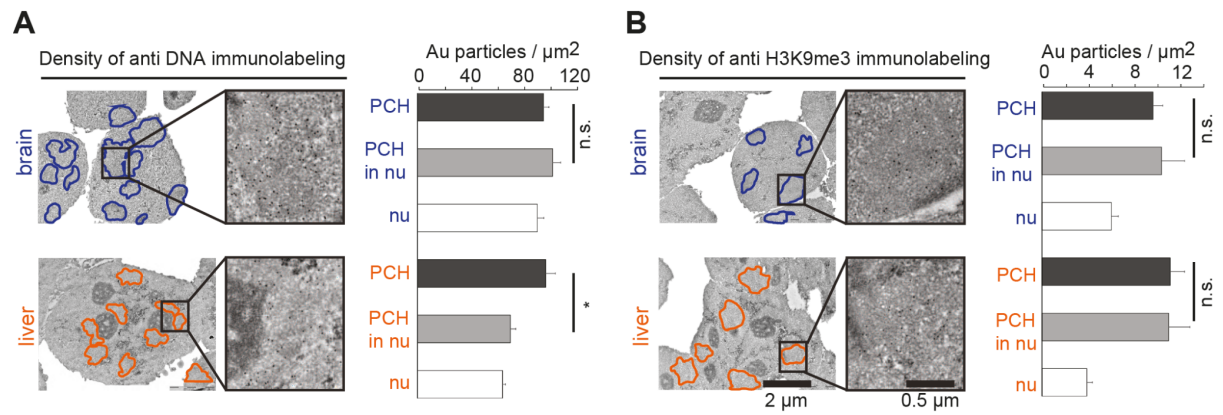 A
Density of anti DNA immunolabeling
Au particles / µm2
0 40 80 120
brain
PCH
PCH
in nu
nu
n.s.
liver
PCH
PCH
in nu
nu
*
B
Density of anti H3K9me3 immunolabeling
Au particles / µm2
0 4 8 12
brain
PCH
PCH
in nu
nu
n.s.
liver
PCH
PCH
in nu
nu
n.s.
2 µm
0.5 µm